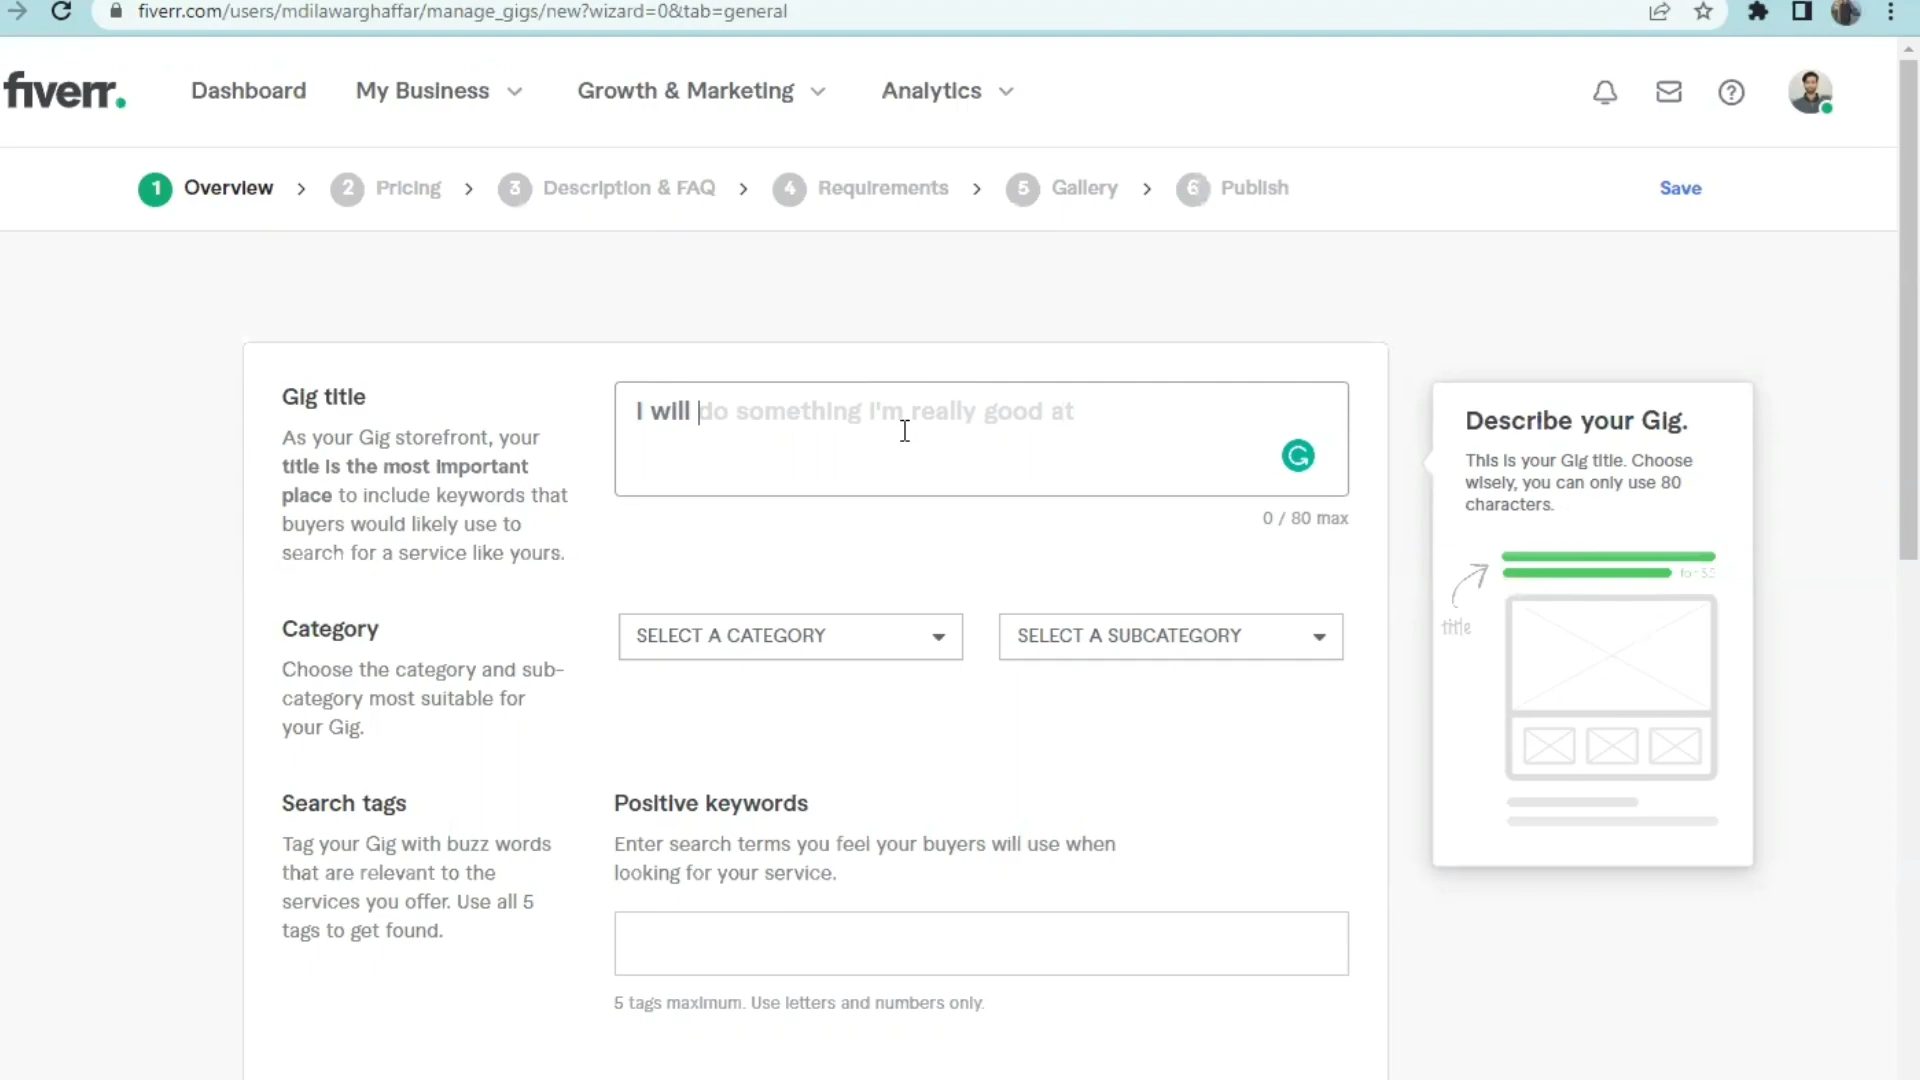 fiverr.com/users/mdilawarghaffar/manage_gigs/new?wizard=0&tab=general
fiverr.
Dashboard
My Business
Growth & Marketing
Analytics
1 Overview
2 Pricing
3 Description & FAQ
4 Requirements
5 Gallery
6 Publish
Save
Gig title
As your Gig storefront, your
title is the most important
place to include keywords that
buyers would likely use to
search for a service like yours.
I will do something I'm really good at
0 / 80 max
Describe your Gig.
This is your Gig title. Choose
wisely, you can only use 80
characters.
for $5
title
Category
Choose the category and sub-
category most suitable for
your Gig.
SELECT A CATEGORY
SELECT A SUBCATEGORY
Search tags
Tag your Gig with buzz words
that are relevant to the
services you offer. Use all 5
tags to get found.
Positive keywords
Enter search terms you feel your buyers will use when
looking for your service.
5 tags maximum. Use letters and numbers only.